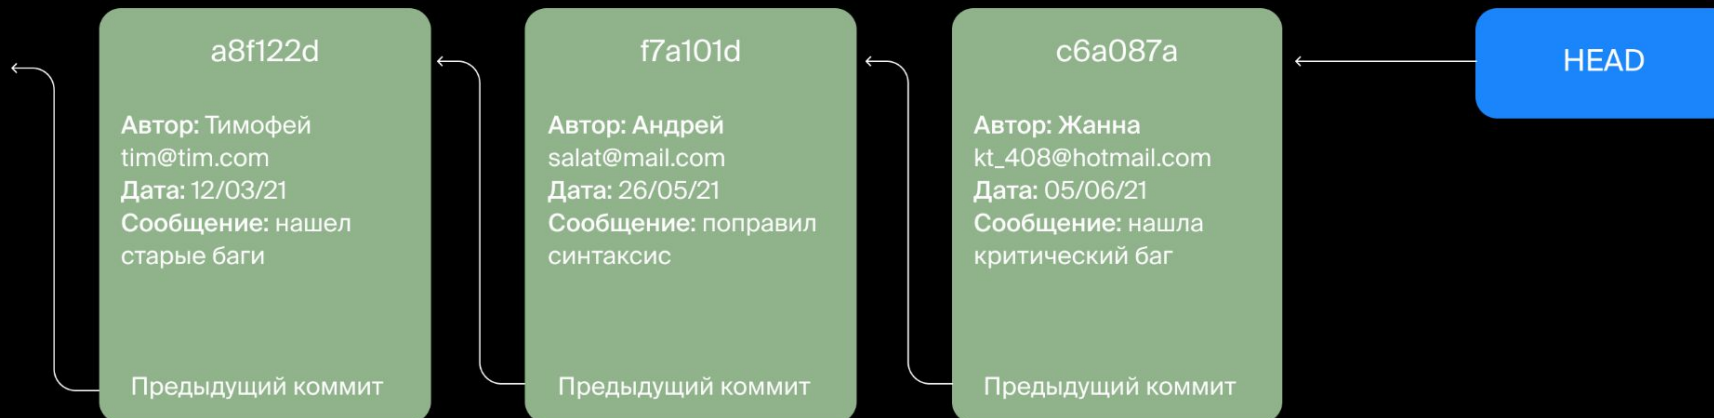 a8f122d
Автор: Тимофей
tim@tim.com
Дата: 12/03/21
Сообщение: нашел
старые баги
Предыдущий коммит
f7a101d
Автор: Андрей
salat@mail.com
Дата: 26/05/21
Сообщение: поправил
синтаксис
Предыдущий коммит
c6a087a
Автор: Жанна
kt_408@hotmail.com
Дата: 05/06/21
Сообщение: нашла
критический баг
Предыдущий коммит
HEAD